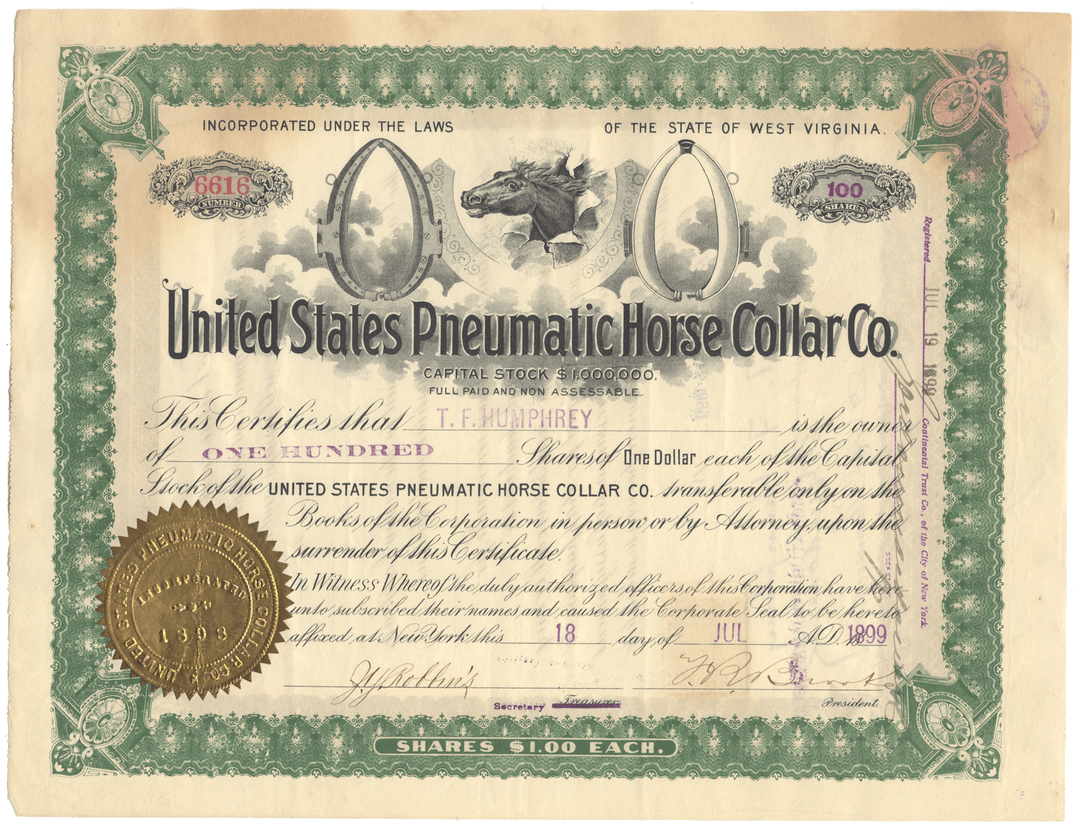 INCORPORATED UNDER THE LAWS OF THE STATE OF WEST VIRGINIA.
6616
NUMBER
100
SHARES
United States Pneumatic Horse Collar Co.
CAPITAL STOCK $1,000,000.
FULL PAID AND NON ASSESSABLE.
This Certifies that T. F. HUMPHREY is the owner
of ONE HUNDRED Shares of One Dollar each of the Capital
Stock of the UNITED STATES PNEUMATIC HORSE COLLAR CO. transferable only on the
Books of the Corporation in person or by Attorney, upon the
surrender of this Certificate.
In Witness Whereof the duly authorized officers of this Corporation have here-
unto subscribed their names and caused the Corporate Seal to be hereto
affixed at New York this 18 day of JUL A.D. 1899
Secretary Treasurer
President.
SHARES $1.00 EACH.
UNITED STATES PNEUMATIC HORSE COLLAR CO.
INCORPORATED
1893
Registered JUL 19 1899
Continental Trust Co., of the City of New York.